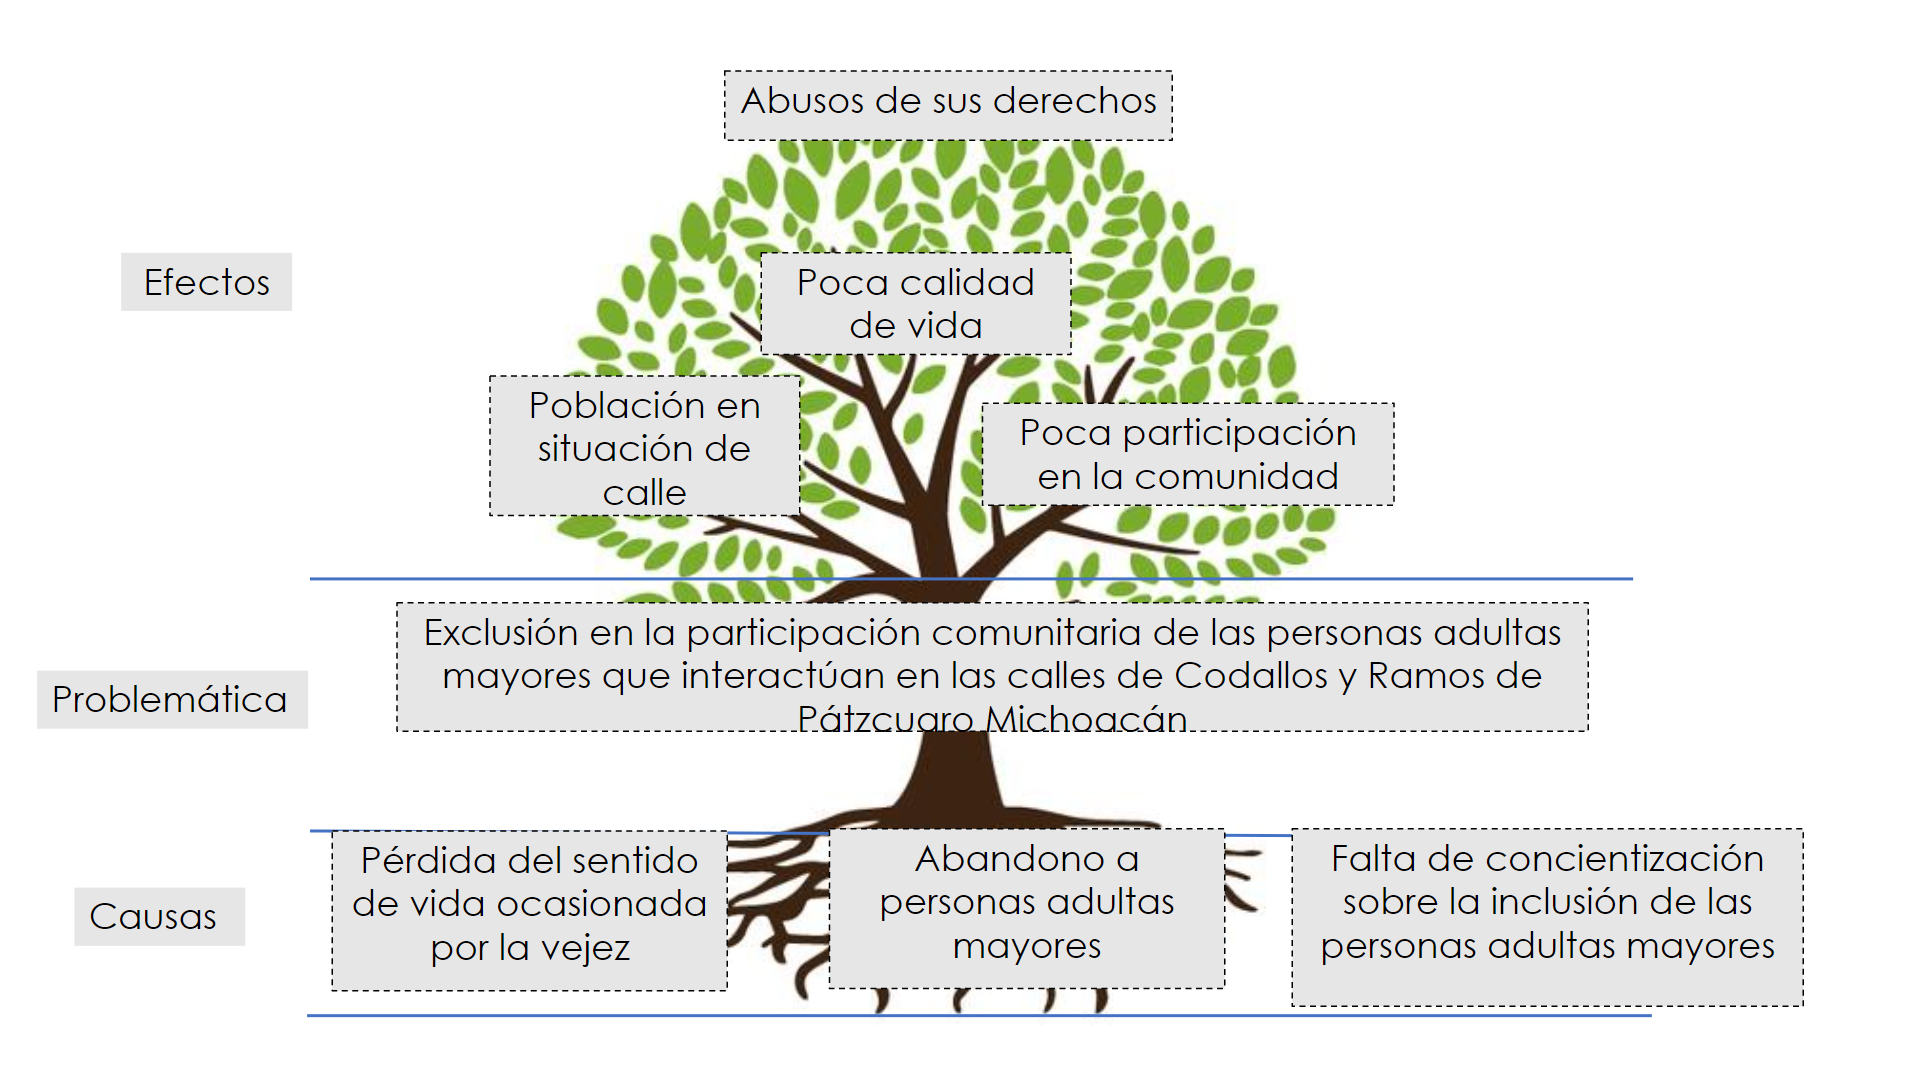 Abusos de sus derechos
Efectos
Poca calidad
de vida
Población en
situación de
calle
Poca participación
en la comunidad
Exclusión en la participación comunitaria de las personas adultas
mayores que interactúan en las calles de Codallos y Ramos de
Pátzcuaro Michoacán
Problemática
Causas
Pérdida del sentido
de vida ocasionada
por la vejez
Abandono a
personas adultas
mayores
Falta de concientización
sobre la inclusión de las
personas adultas mayores